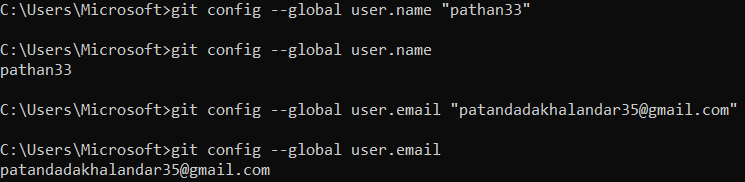 C:\Users\Microsoft>git config --global user.name "pathan33"
C:\Users\Microsoft>git config --global user.name
pathan33
C:\Users\Microsoft>git config --global user.email "patandadakhalandar35@gmail.com"
C:\Users\Microsoft>git config --global user.email
patandadakhalandar35@gmail.com